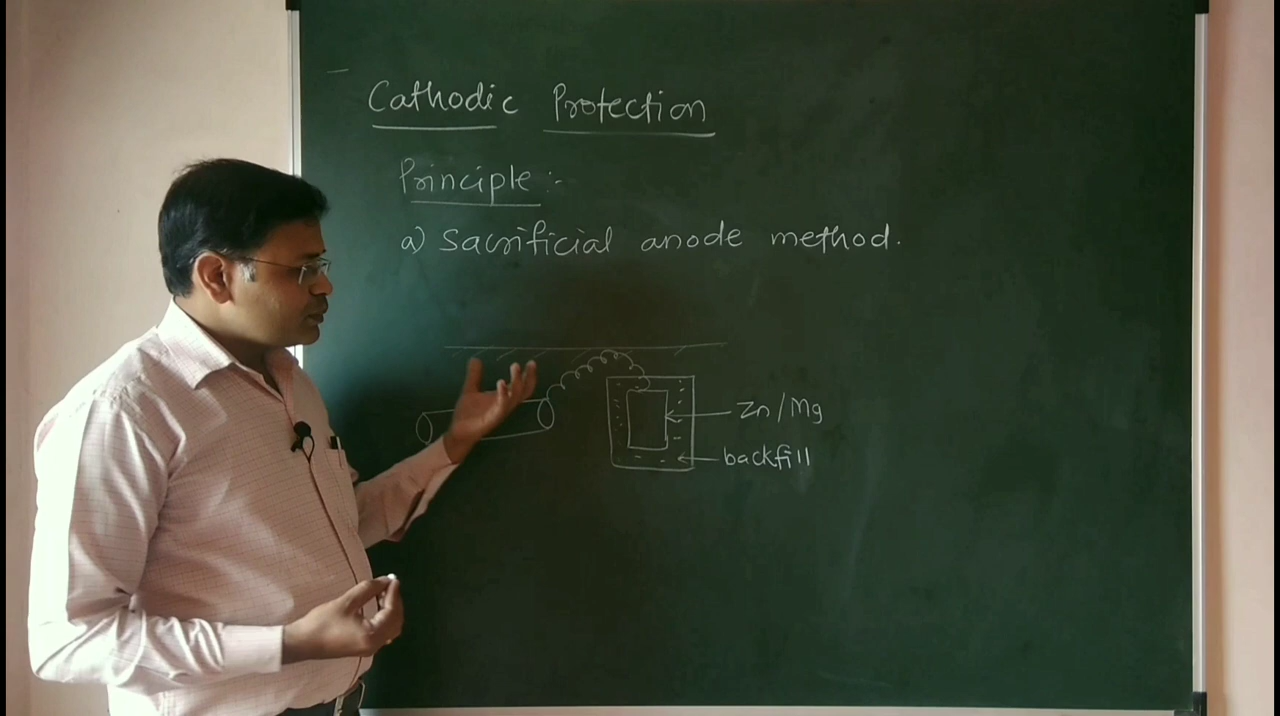 Cathodic Protection
Principle :-
a) Sacrificial anode method.
Zn/Mg
backfill